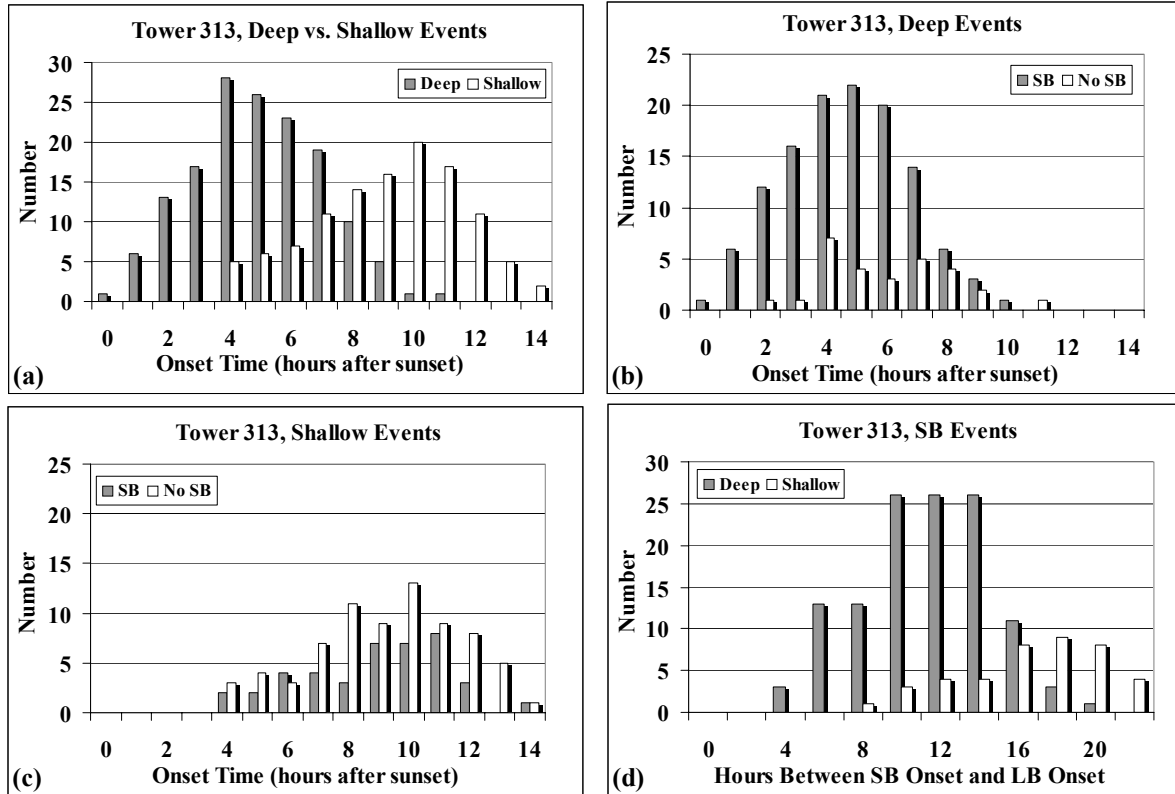 Tower 313, Deep vs. Shallow Events
Deep Shallow
Number
30
25
20
15
10
5
0
0 2 4 6 8 10 12 14
Onset Time (hours after sunset)
(a)
Tower 313, Deep Events
SB No SB
Number
25
20
15
10
5
0
0 2 4 6 8 10 12 14
Onset Time (hours after sunset)
(b)
Tower 313, Shallow Events
SB No SB
Number
25
20
15
10
5
0
0 2 4 6 8 10 12 14
Onset Time (hours after sunset)
(c)
Tower 313, SB Events
Deep Shallow
Number
30
25
20
15
10
5
0
0 4 8 12 16 20
Hours Between SB Onset and LB Onset
(d)